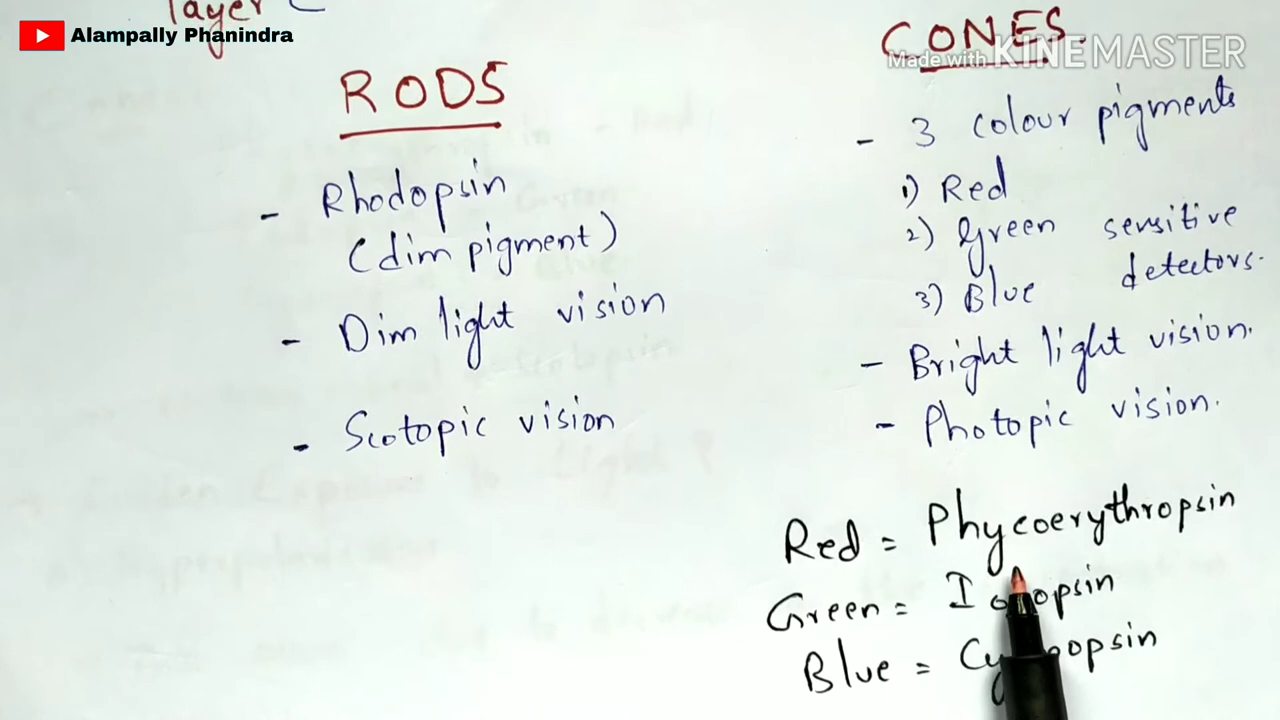 layer
Alampally Phanindra
Made with KINEMASTER
RODS
- Rhodopsin
(dim pigment)
- Dim light vision
- Scotopic vision
CONES.
- 3 colour pigments
1) Red
2) Green sensitive
3) Blue detectors.
- Bright light vision.
- Photopic vision.
Red = Phycoerythropsin
Green =
Blue =